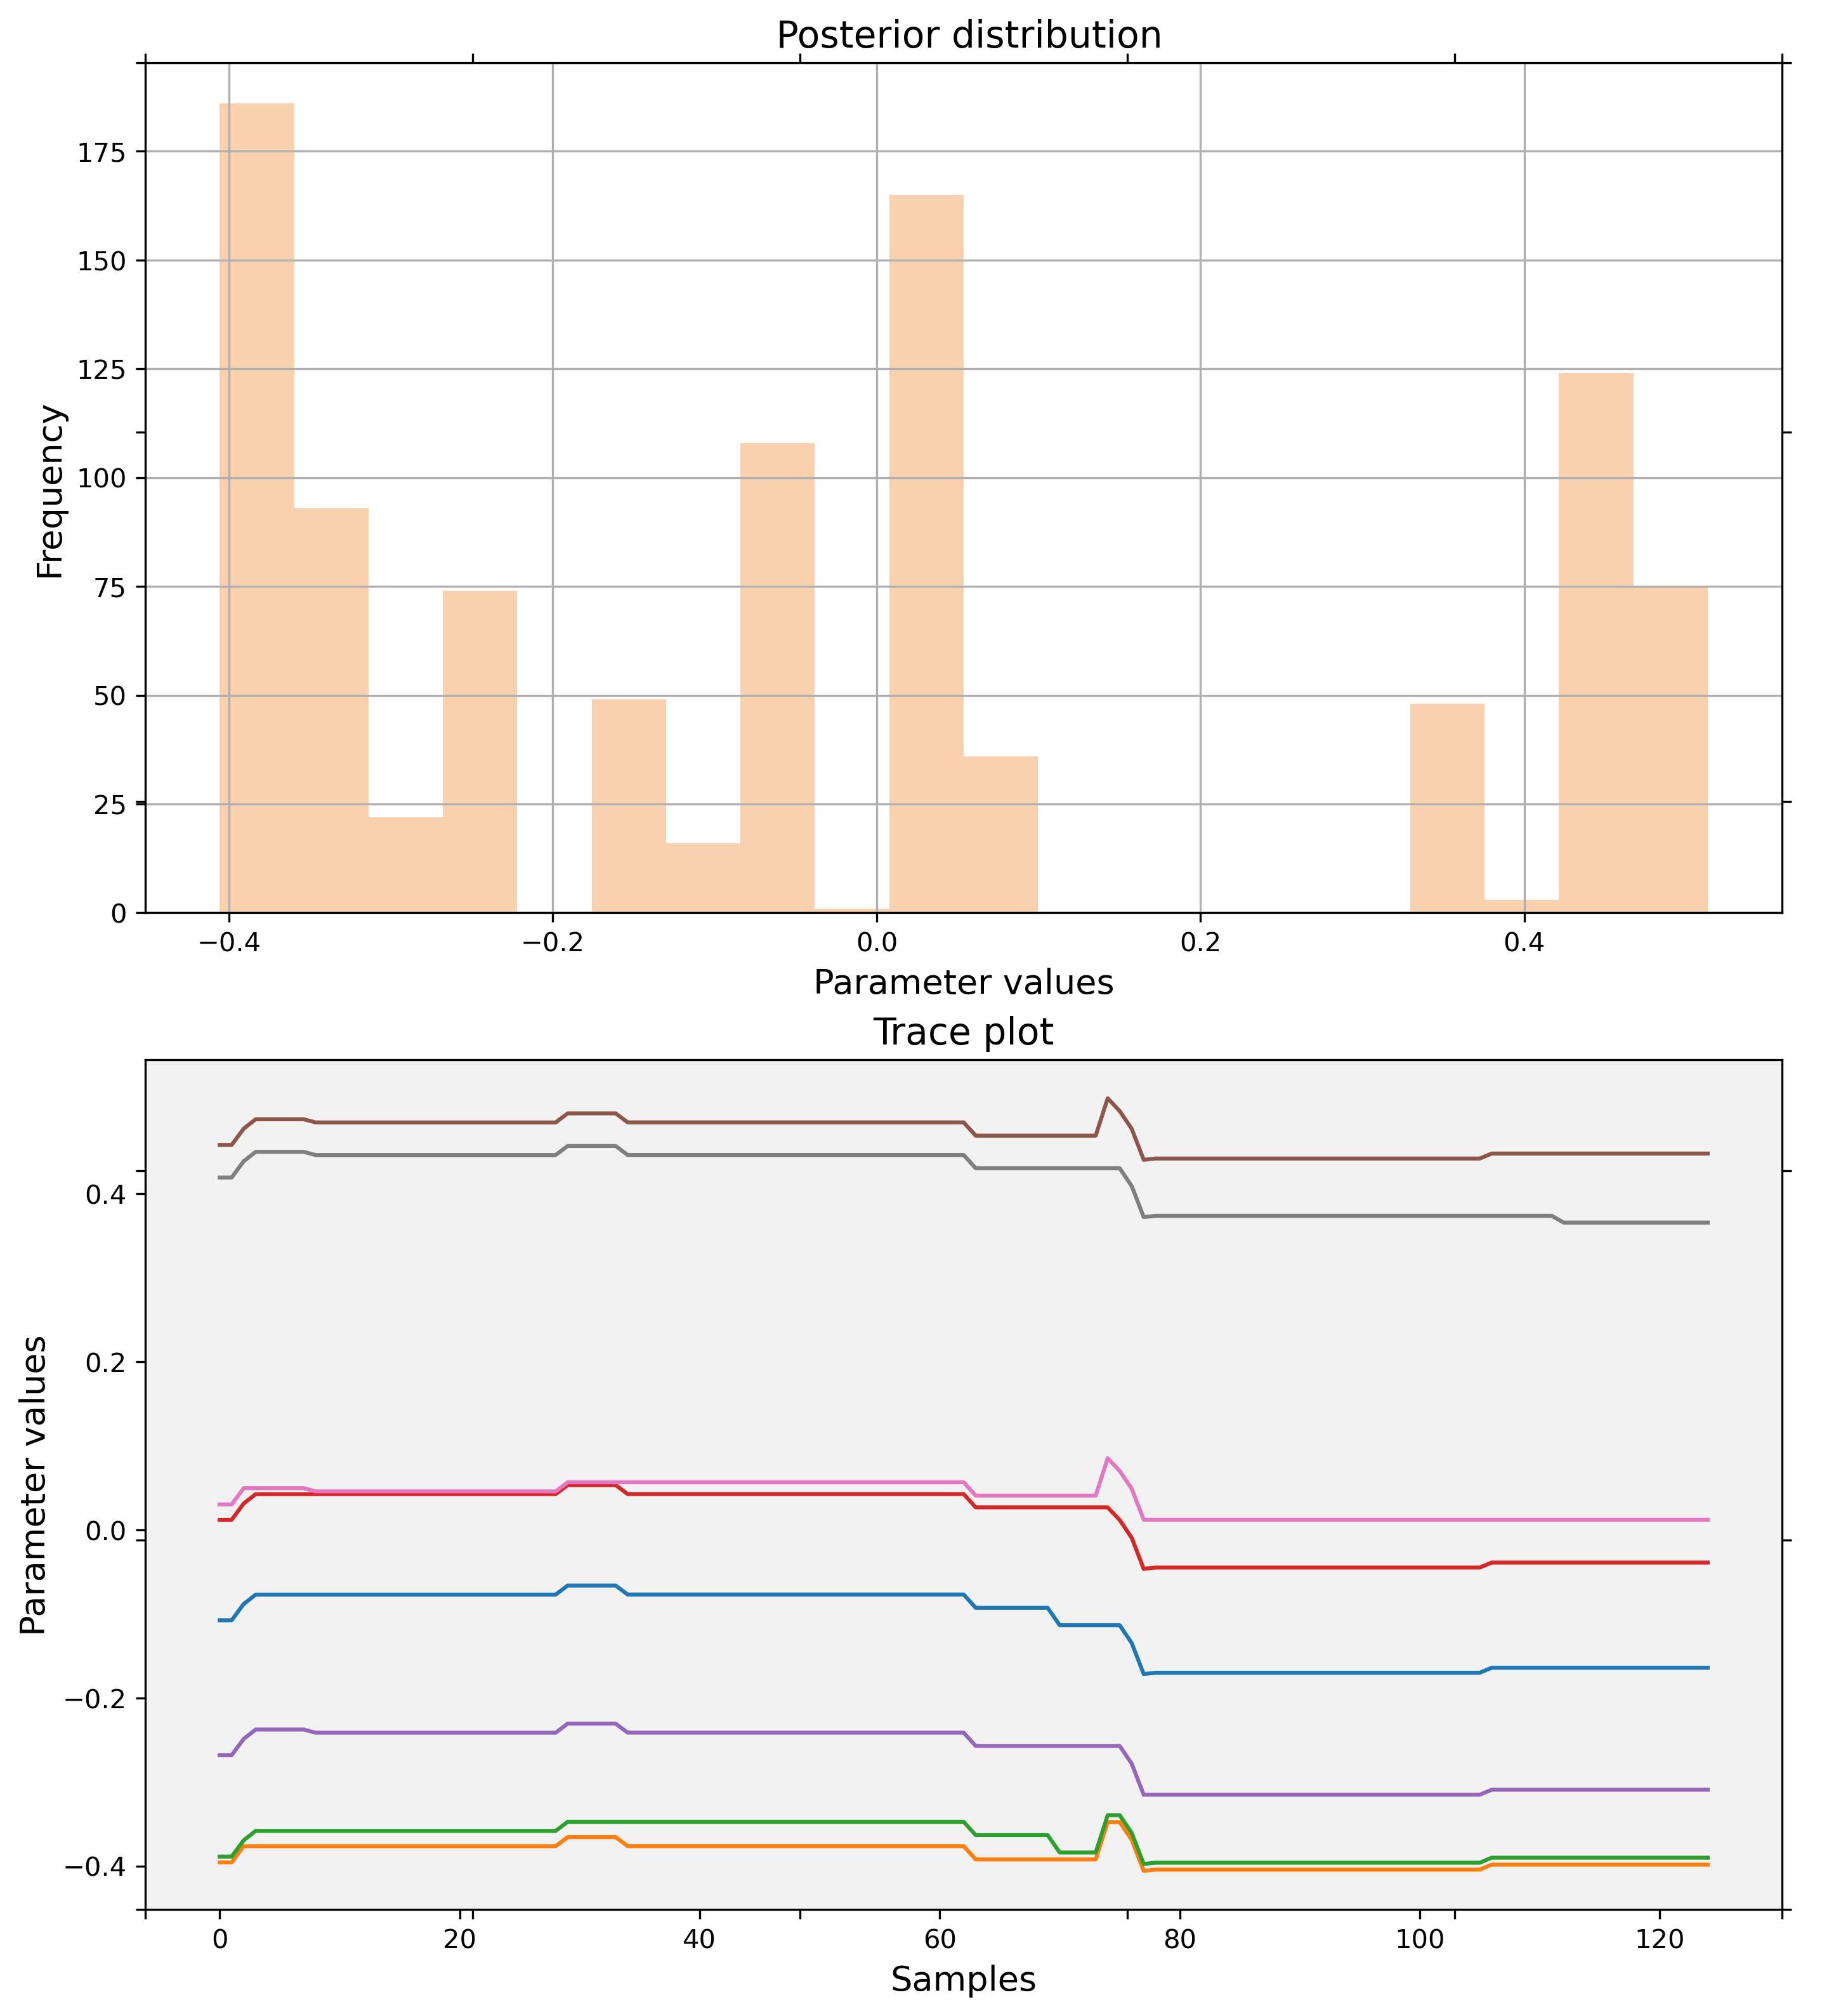 Posterior distribution
175
150
125
100
75
50
25
0
Frequency
−0.4 −0.2 0.0 0.2 0.4
Parameter values
Trace plot
0.4
0.2
0.0
−0.2
−0.4
Parameter values
0 20 40 60 80 100 120
Samples